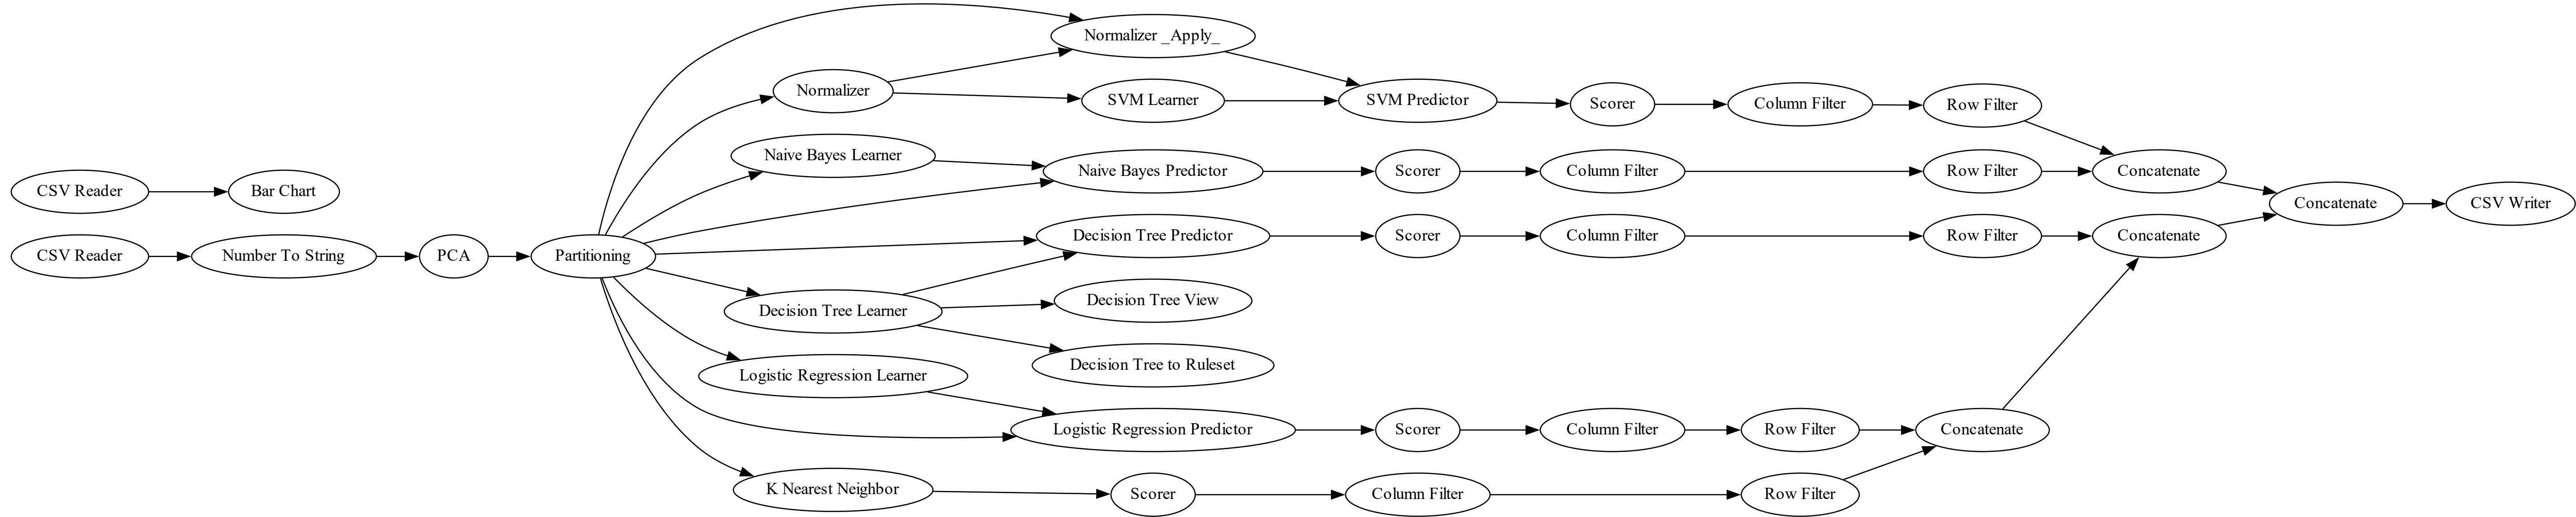 Normalizer _Apply_
Normalizer
SVM Learner
SVM Predictor
Scorer
Column Filter
Row Filter
Naive Bayes Learner
Naive Bayes Predictor
Scorer
Column Filter
Row Filter
Concatenate
CSV Reader
Bar Chart
Concatenate
CSV Writer
Decision Tree Predictor
Scorer
Column Filter
Row Filter
Concatenate
CSV Reader
Number To String
PCA
Partitioning
Decision Tree View
Decision Tree Learner
Decision Tree to Ruleset
Logistic Regression Learner
Logistic Regression Predictor
Scorer
Column Filter
Row Filter
Concatenate
K Nearest Neighbor
Scorer
Column Filter
Row Filter